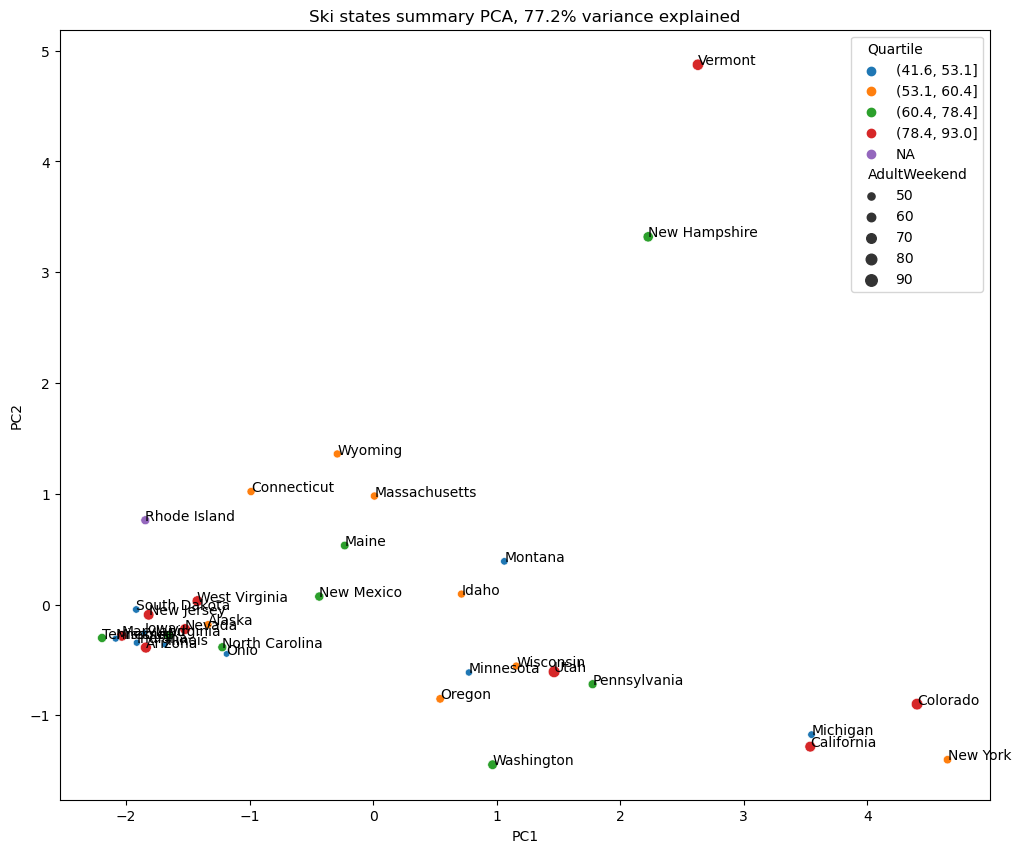 Ski states summary PCA, 77.2% variance explained
Quartile
(41.6, 53.1]
(53.1, 60.4]
(60.4, 78.4]
(78.4, 93.0]
NA
AdultWeekend
50
60
70
80
90
PC2
5
4
3
2
1
0
−1
Vermont
New Hampshire
Wyoming
Connecticut
Massachusetts
Rhode Island
Maine
Montana
New Mexico
Idaho
West Virginia
South Dakota
New Jersey
Alaska
Nevada
Iowa
North Carolina
Arizona
Ohio
Wisconsin
Utah
Minnesota
Pennsylvania
Oregon
Colorado
Michigan
California
New York
Washington
−2
−1
0
1
2
3
4
PC1